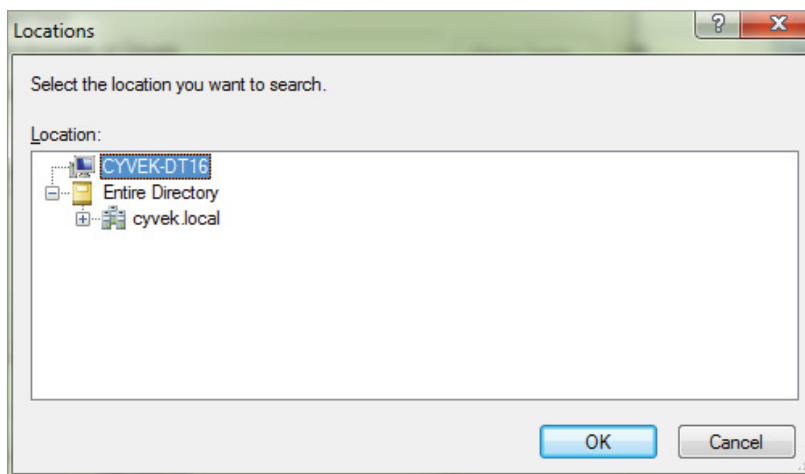 Locations
Select the location you want to search.
Location:
CYVEK-DT16
Entire Directory
cyvek.local
OK Cancel